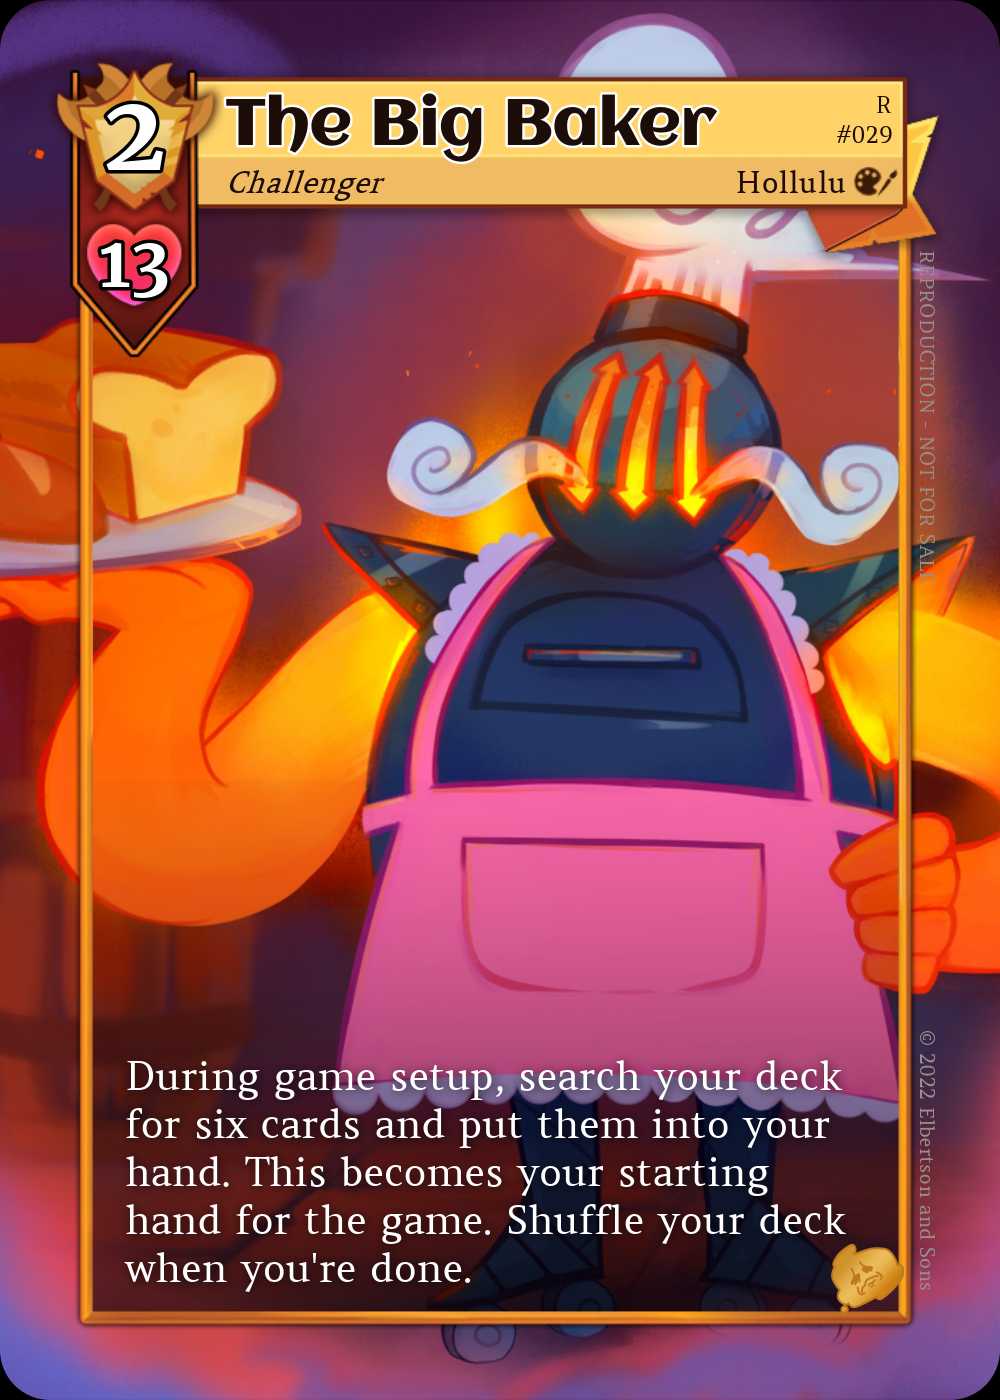 2
The Big Baker
R
#029
13
Challenger
Hollulu
REPRODUCTION - NOT FOR SALE
During game setup, search your deck
for six cards and put them into your
hand. This becomes your starting
hand for the game. Shuffle your deck
when you're done.
© 2022 Elbertson and Sons